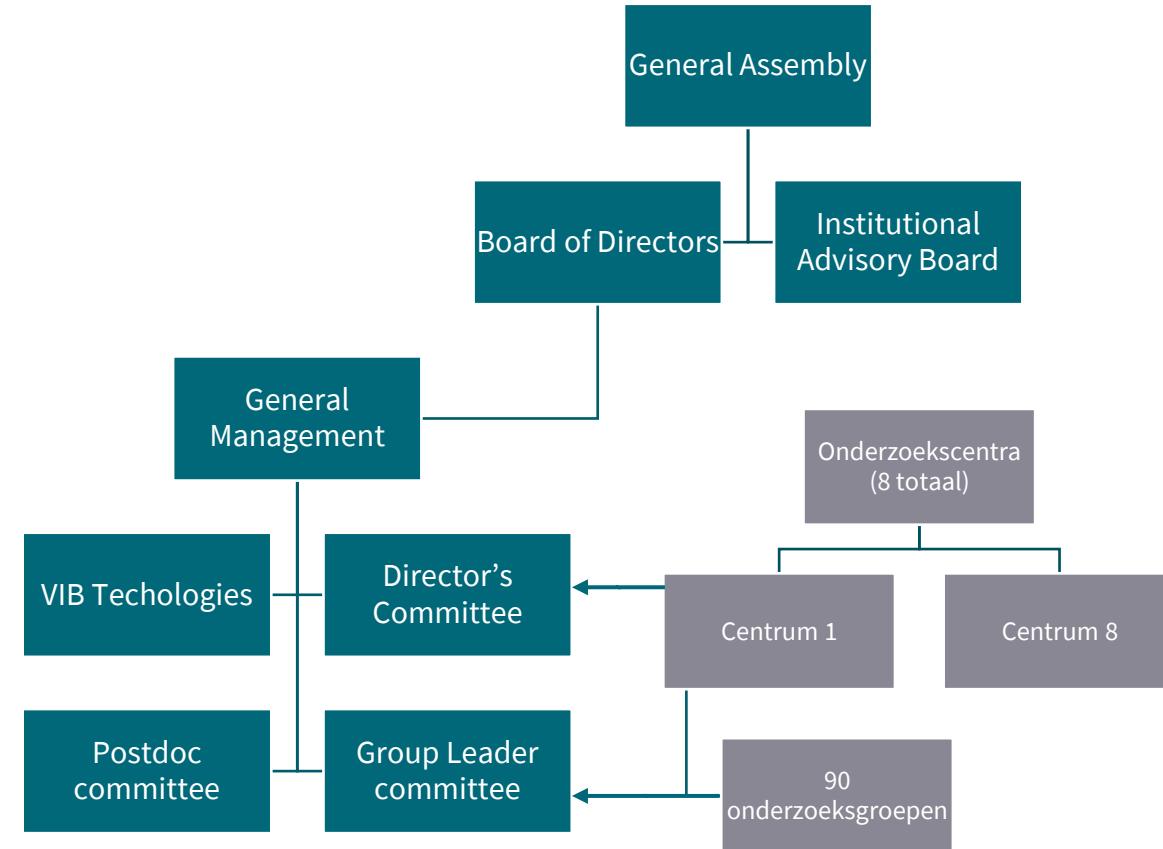 General Assembly
Board of Directors
Institutional
Advisory Board
General
Management
Onderzoekscentra
(8 totaal)
VIB Techologies
Director’s
Committee
Centrum 1
Centrum 8
Postdoc
committee
Group Leader
committee
90
onderzoeksgroepen